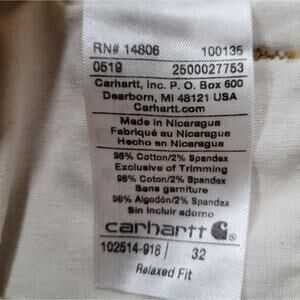 RN# 14806 100135
0519 2500027753
Carhartt, Inc. P. O. Box 600
Dearborn, MI 48121 USA
Carhartt.com
Made in Nicaragua
Fabriqué au Nicaragua
Hecho en Nicaragua
98% Cotton/2% Spandex
Exclusive of Trimming
98% Coton/2% Spandex
Sans garniture
98% Algodón/2% Spandex
Sin incluir adorno
carhartt
102514-918 32
Relaxed Fit